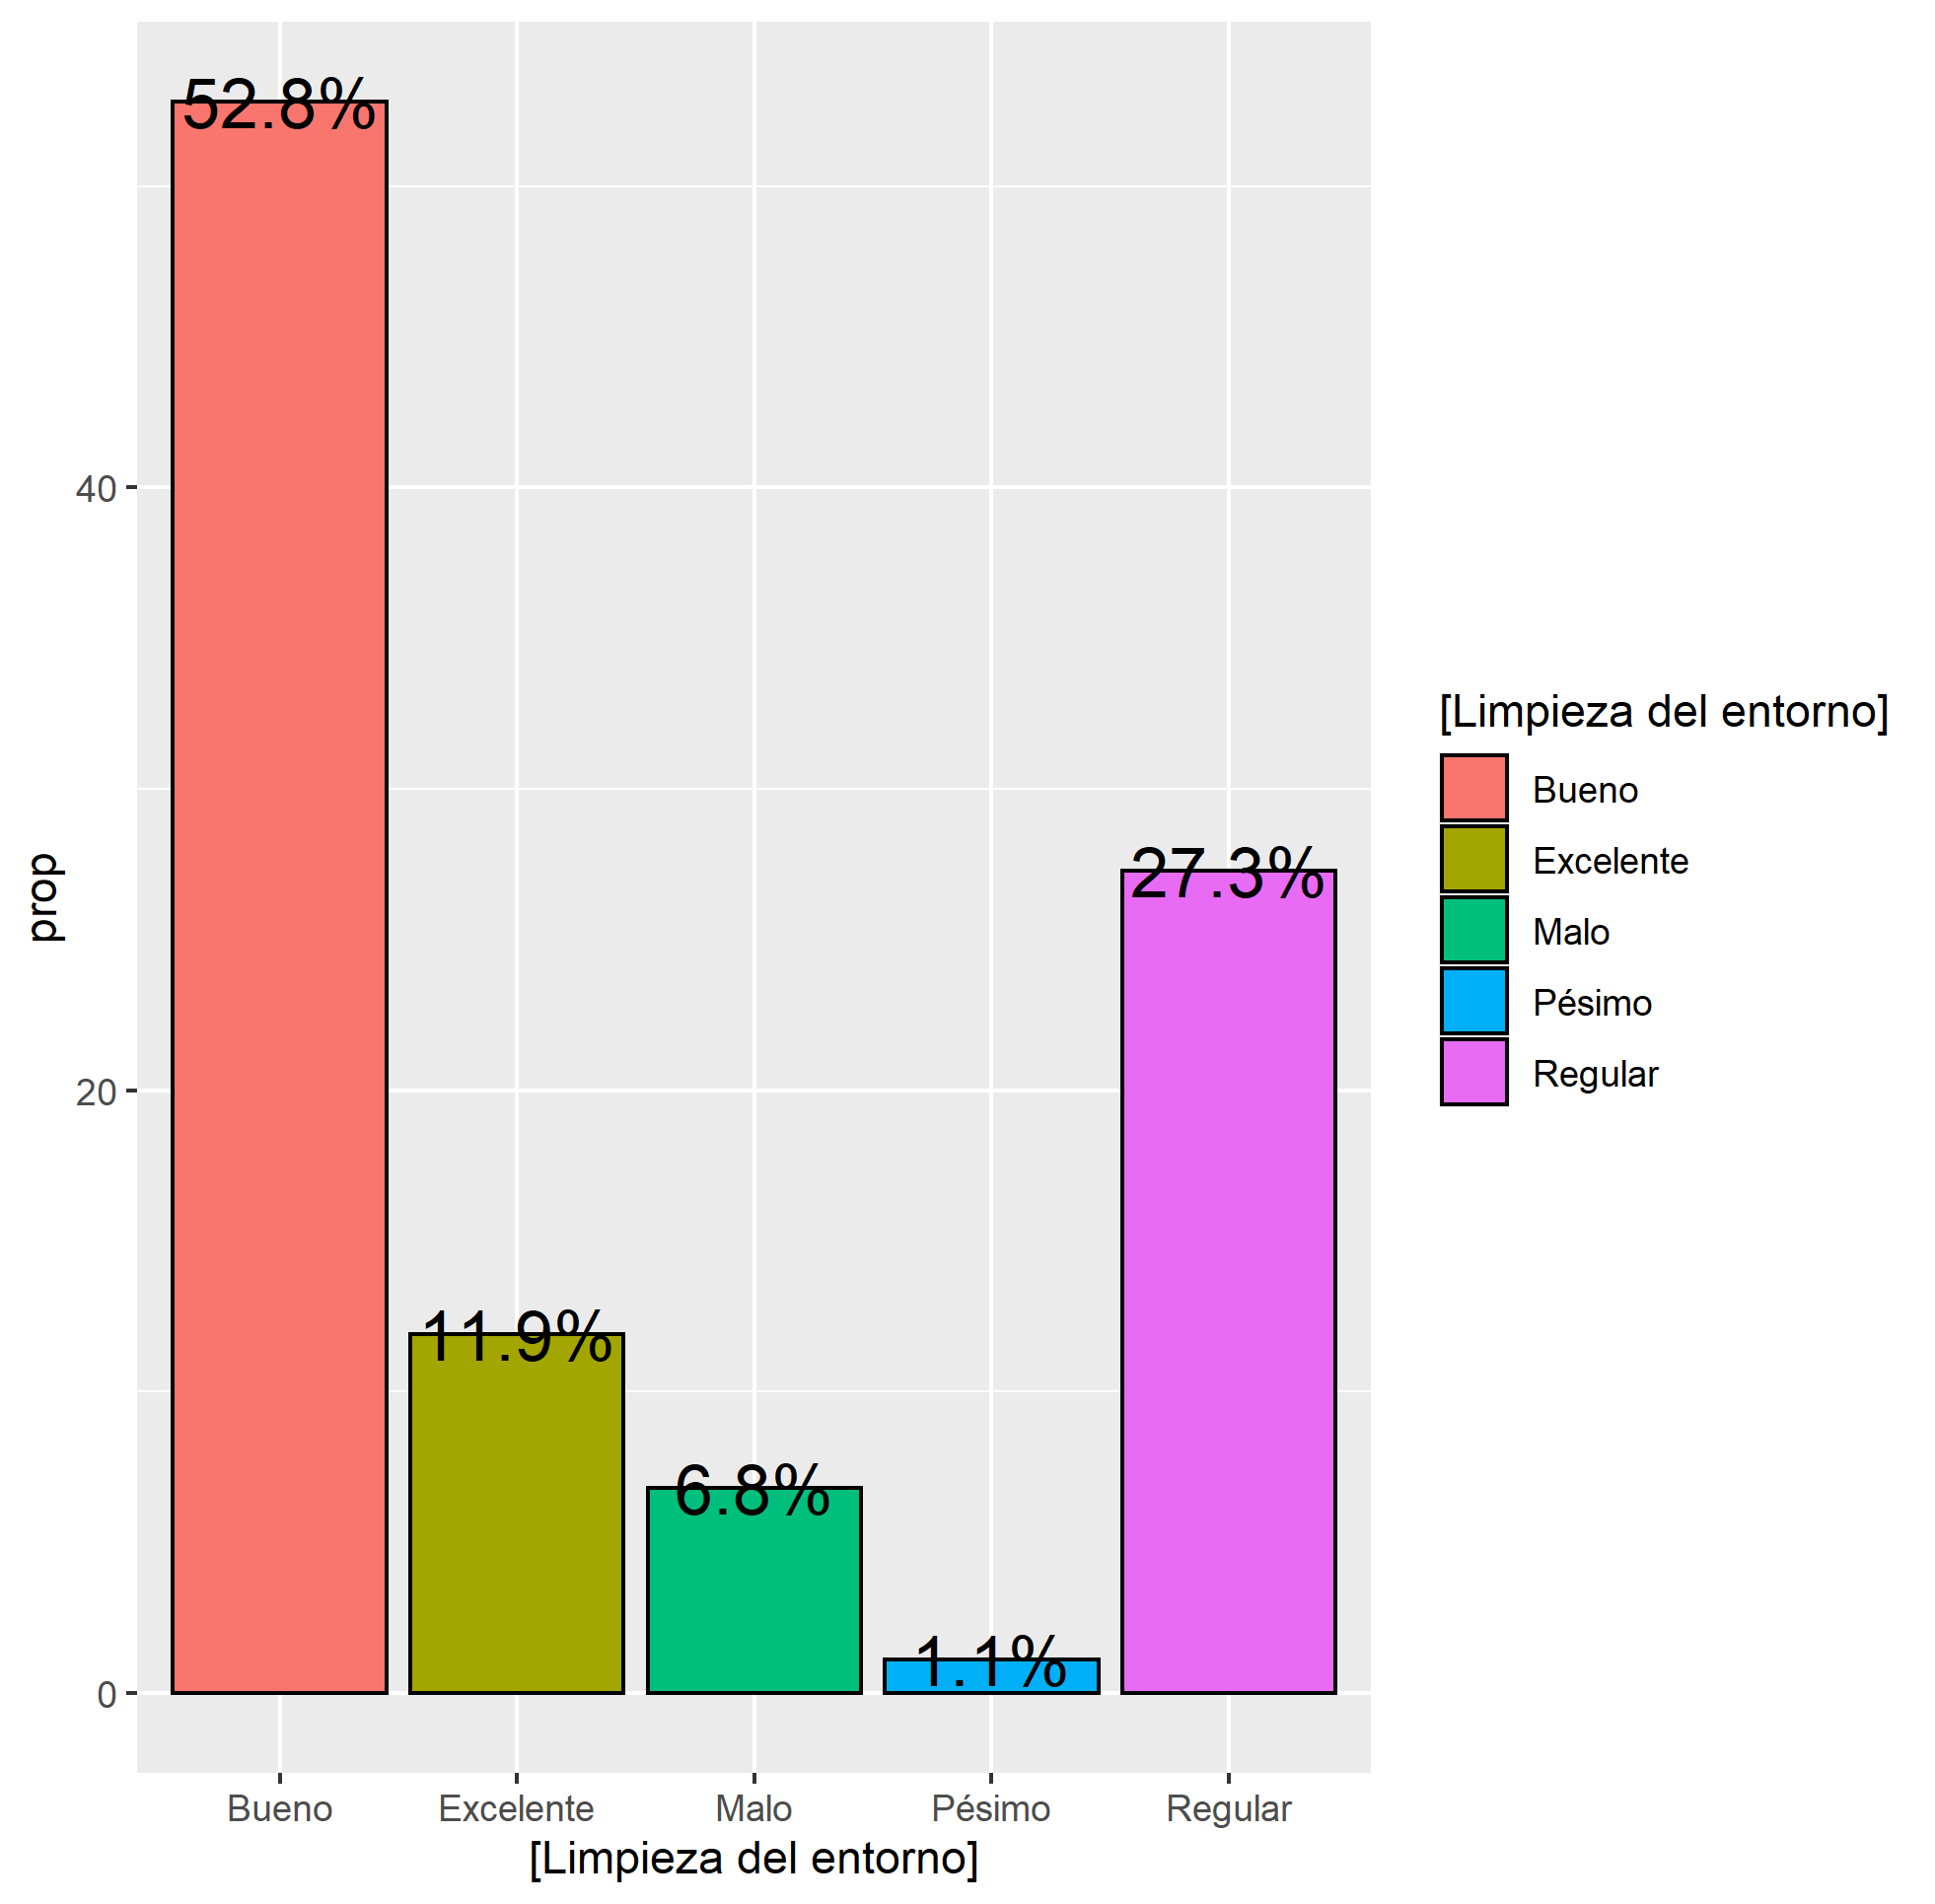 52.8%
40
27.3%
20
11.9%
6.8%
1.1%
0
prop
Bueno Excelente Malo Pésimo Regular
[Limpieza del entorno]
[Limpieza del entorno]
Bueno
Excelente
Malo
Pésimo
Regular